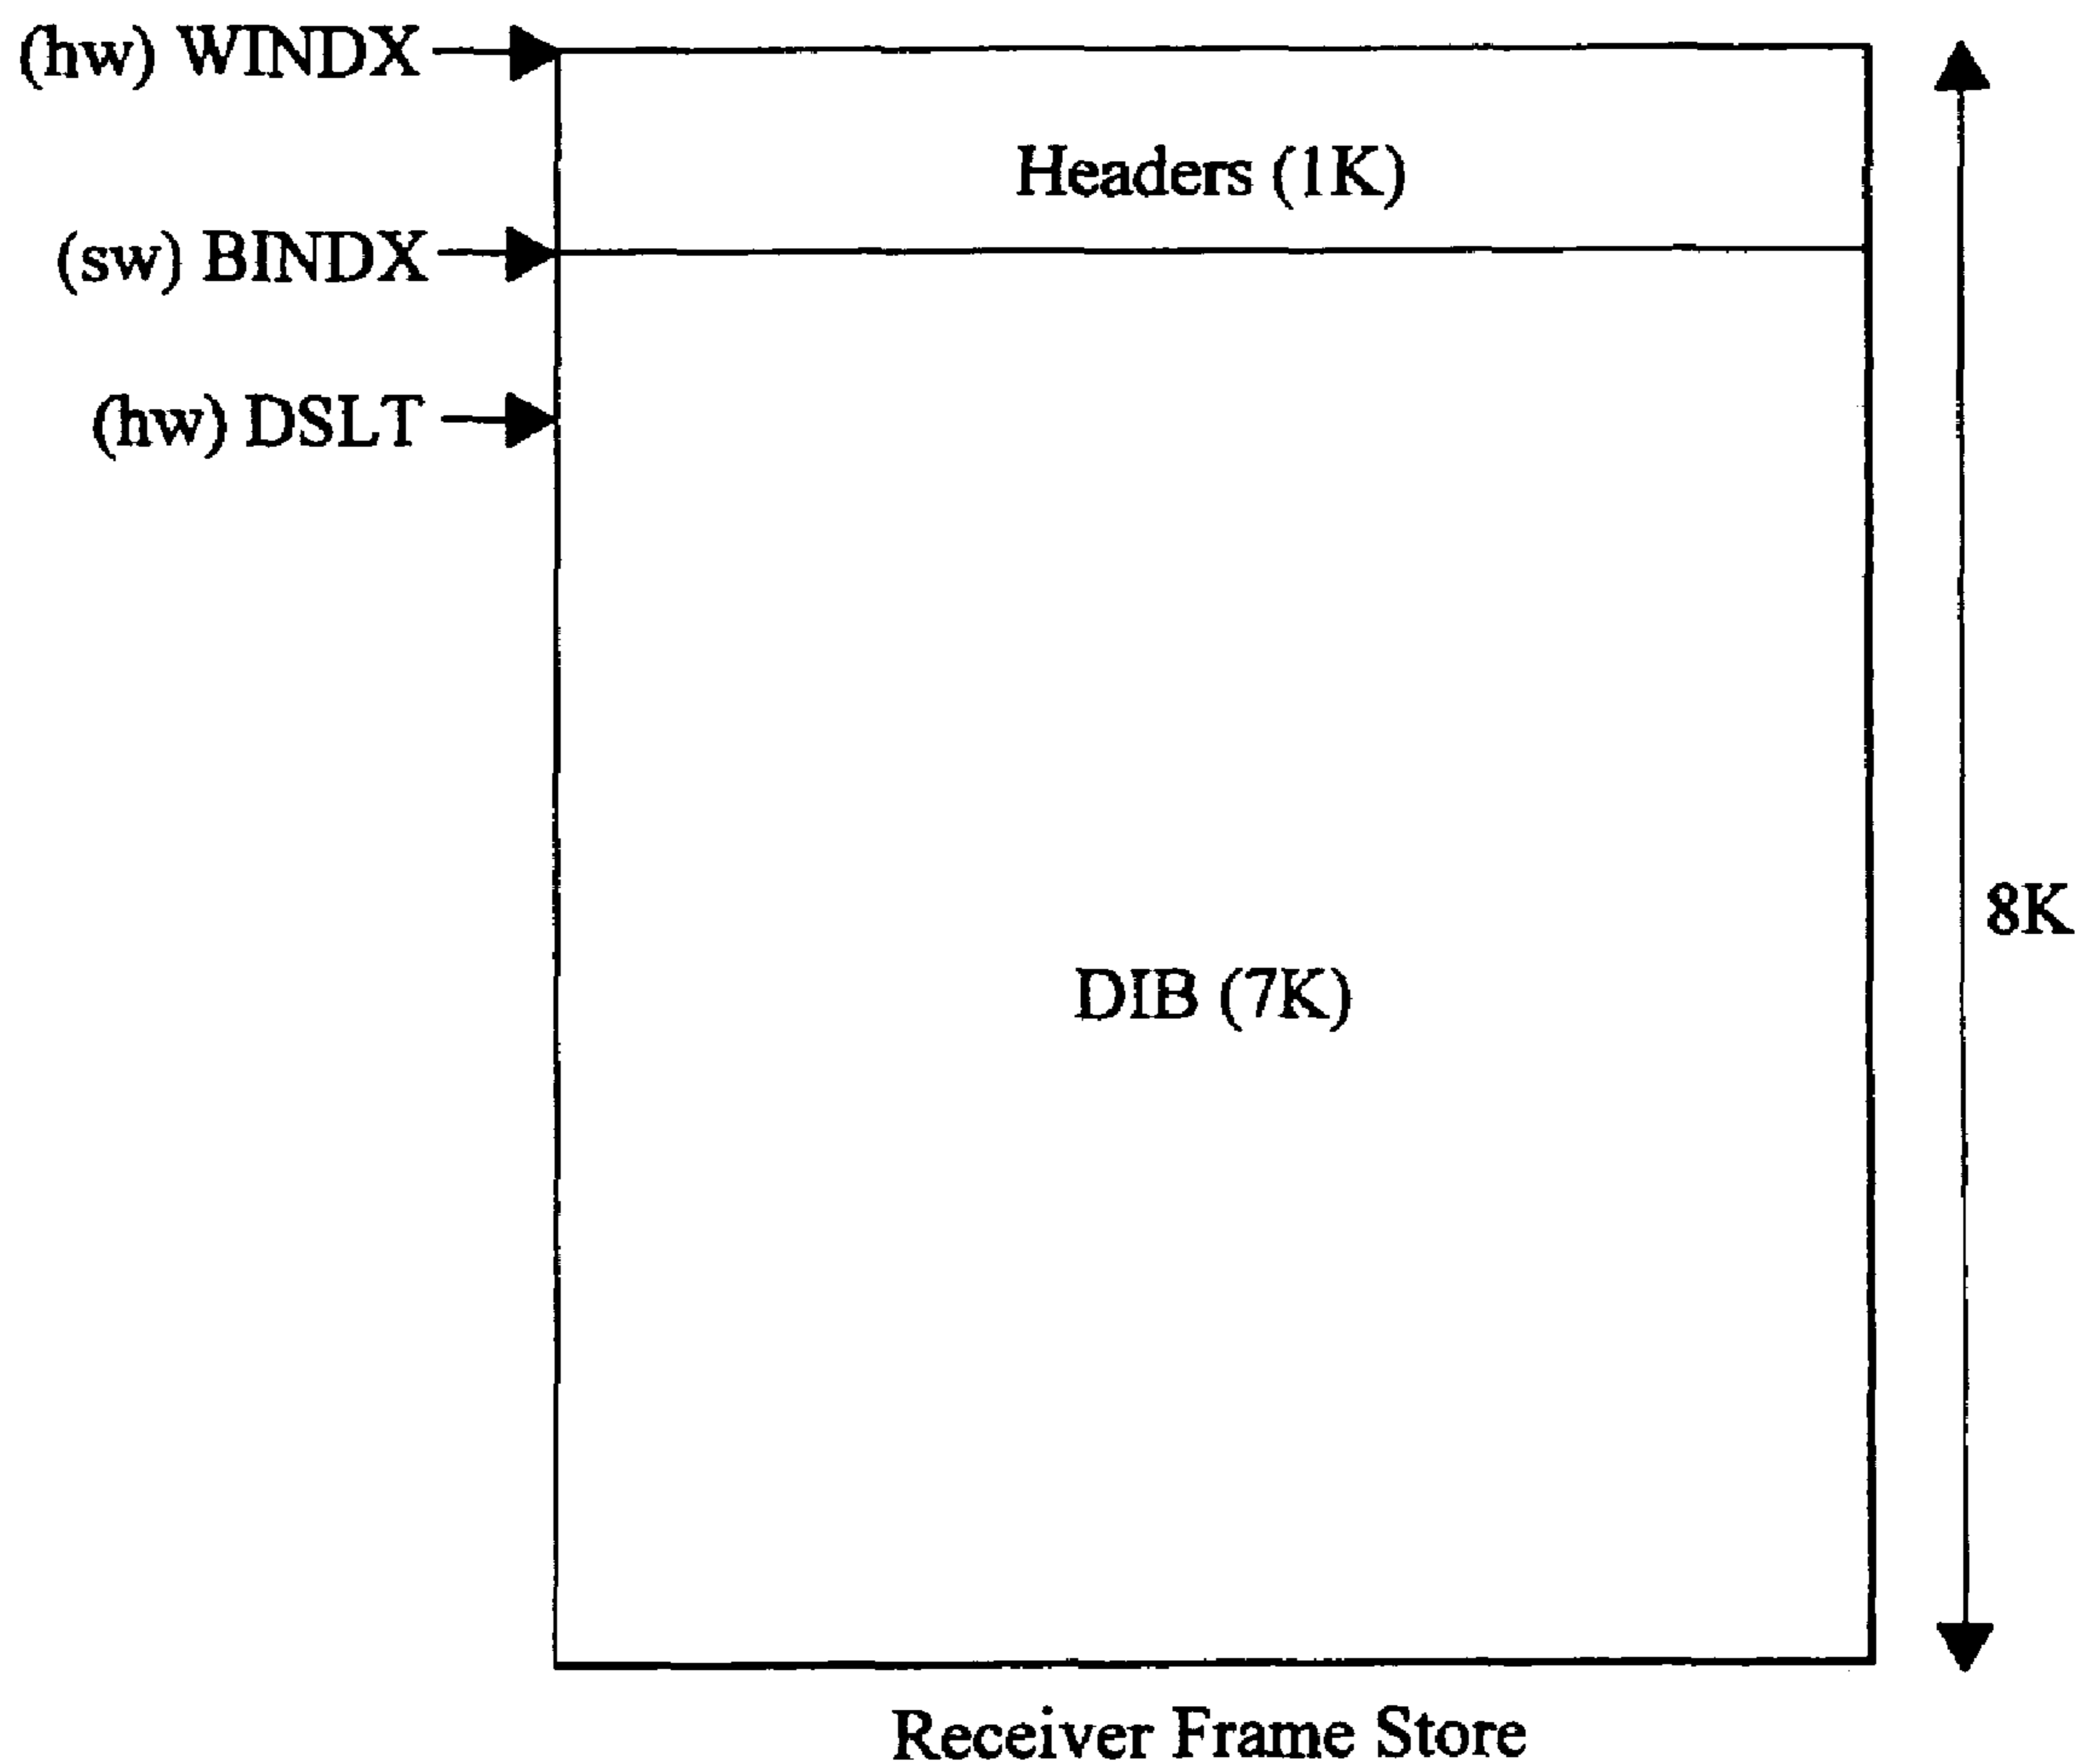 (hw) WINDX
Headers (1K)
(sw) BINDX
(hw) DSLT
8K
DIB (7K)
Receiver Frame Store